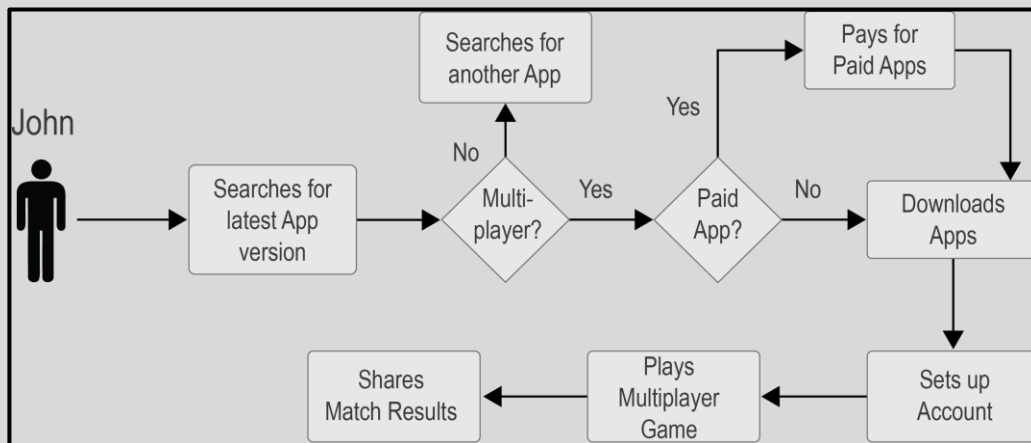 John
Searches for
latest App
version
Multi-
player?
No
Searches for
another App
Yes
Paid
App?
Yes
Pays for
Paid Apps
No
Downloads
Apps
Sets up
Account
Plays
Multiplayer
Game
Shares
Match Results